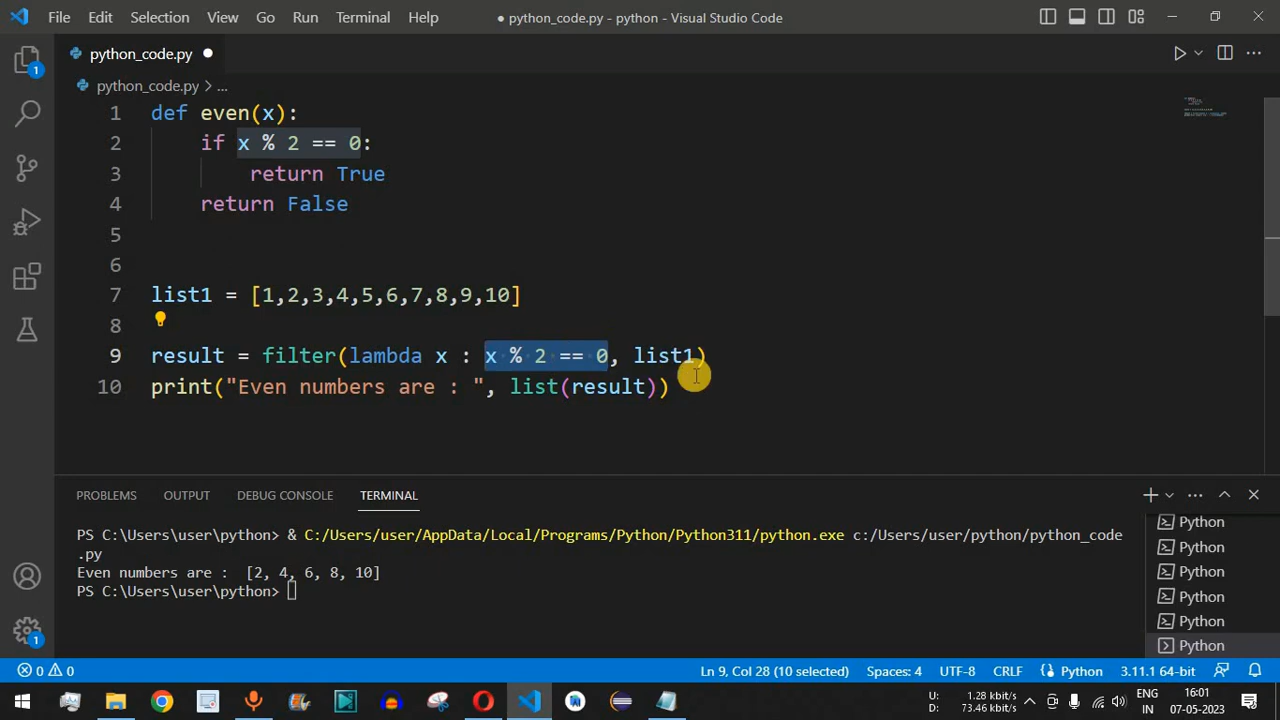 File Edit Selection View Go Run Terminal Help ● python_code.py - python - Visual Studio Code
python_code.py ●
python_code.py > ...
1 def even(x):
2 if x % 2 == 0:
3 return True
4 return False
5
6
7 list1 = [1,2,3,4,5,6,7,8,9,10]
8
9 result = filter(lambda x : x % 2 == 0, list1)
10 print("Even numbers are : ", list(result))
1
PROBLEMS OUTPUT DEBUG CONSOLE TERMINAL
PS C:\Users\user\python> & C:/Users/user/AppData/Local/Programs/Python/Python311/python.exe c:/Users/user/python/python_code
.py
Even numbers are :  [2, 4, 6, 8, 10]
PS C:\Users\user\python>
Python
Python
Python
Python
Python
Python
1
0 0 Ln 9, Col 28 (10 selected) Spaces: 4 UTF-8 CRLF Python 3.11.1 64-bit
U: 1.28 kbit/s
D: 73.46 kbit/s
ENG
IN
16:01
07-05-2023